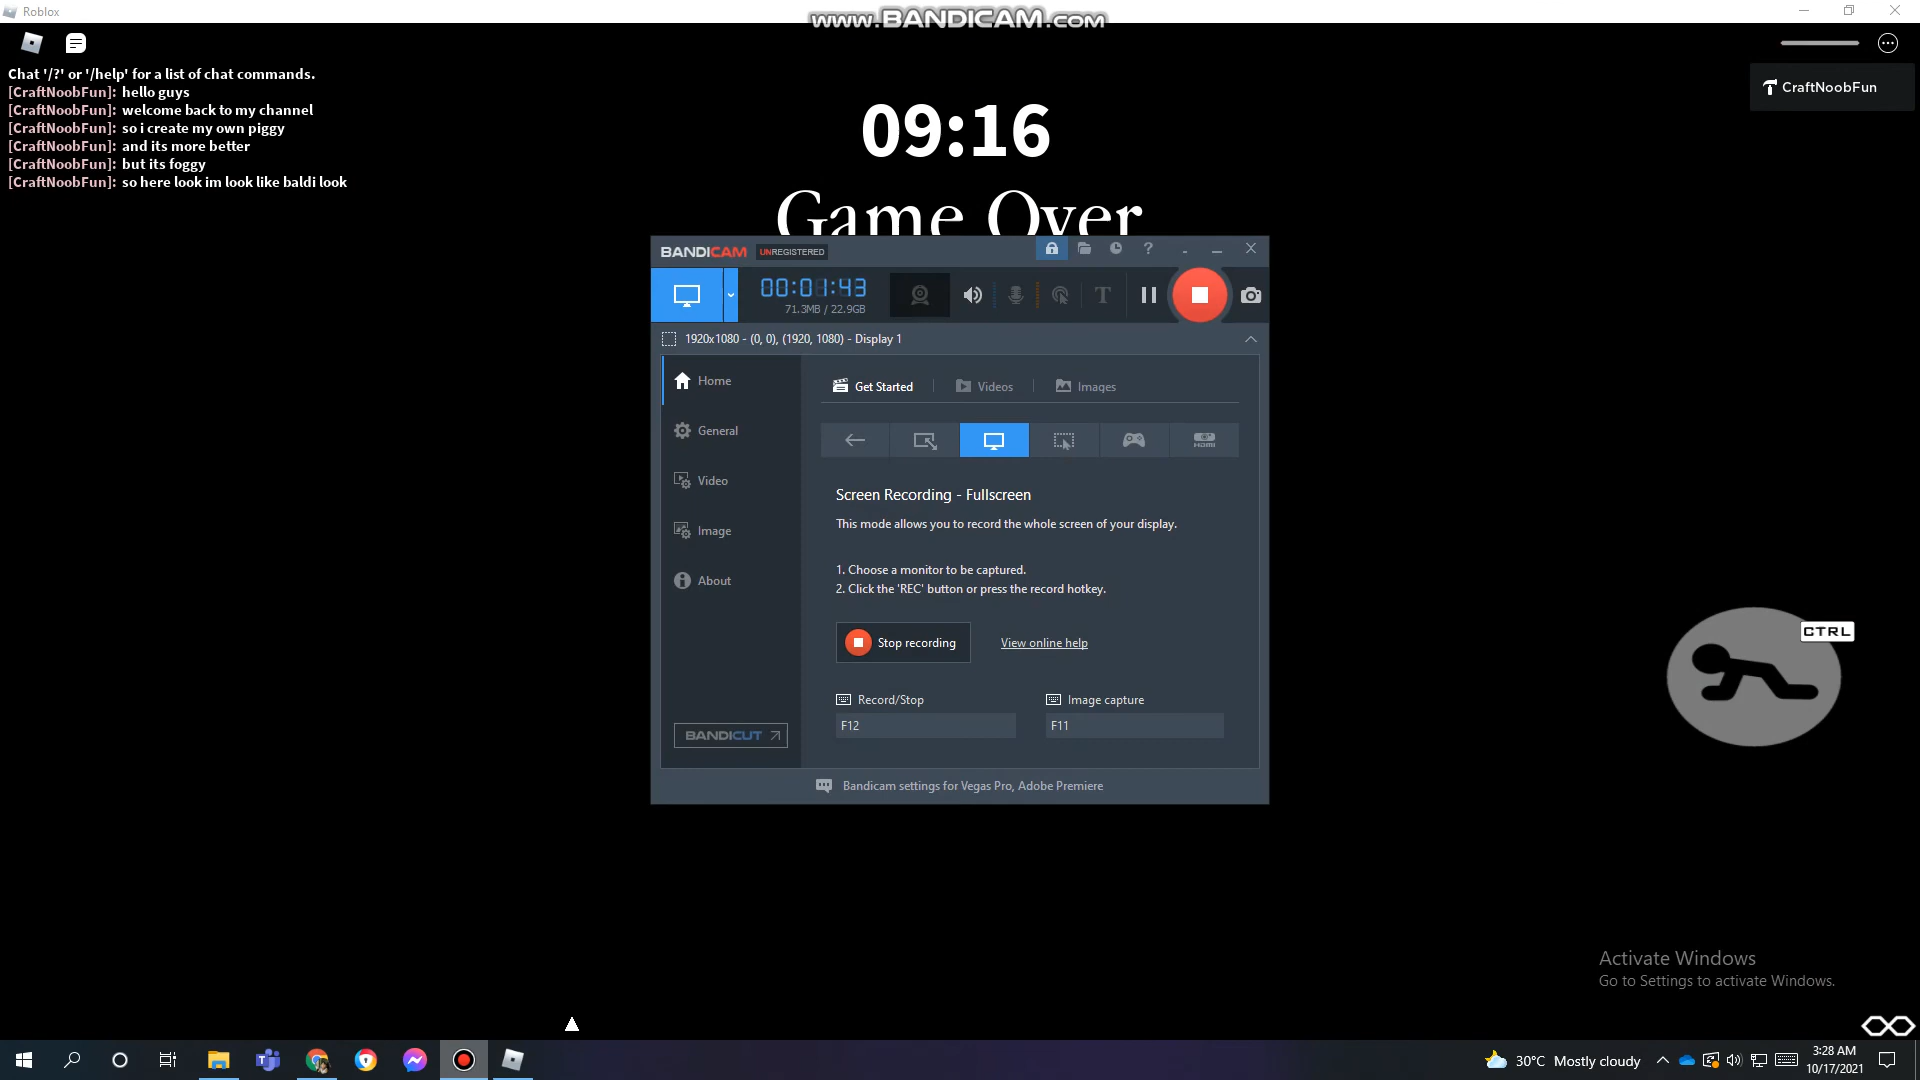 Roblox
www.BANDICAM.com
Chat '/?' or '/help' for a list of chat commands.
[CraftNoobFun]: hello guys
[CraftNoobFun]: welcome back to my channel
[CraftNoobFun]: so i create my own piggy
[CraftNoobFun]: and its more better
[CraftNoobFun]: but its foggy
[CraftNoobFun]: so here look im look like baldi look
CraftNoobFun
09:16
Game Over
BANDICAM UNREGISTERED
00:01:43
71.3MB / 22.9GB
1920x1080 - (0, 0), (1920, 1080) - Display 1
Home
General
Video
Image
About
BANDICUT
Get Started
Videos
Images
HDMI
Screen Recording - Fullscreen
This mode allows you to record the whole screen of your display.
1. Choose a monitor to be captured.
2. Click the 'REC' button or press the record hotkey.
Stop recording
View online help
Record/Stop
Image capture
F12
F11
Bandicam settings for Vegas Pro, Adobe Premiere
CTRL
Activate Windows
Go to Settings to activate Windows.
30°C Mostly cloudy
3:28 AM
10/17/2021